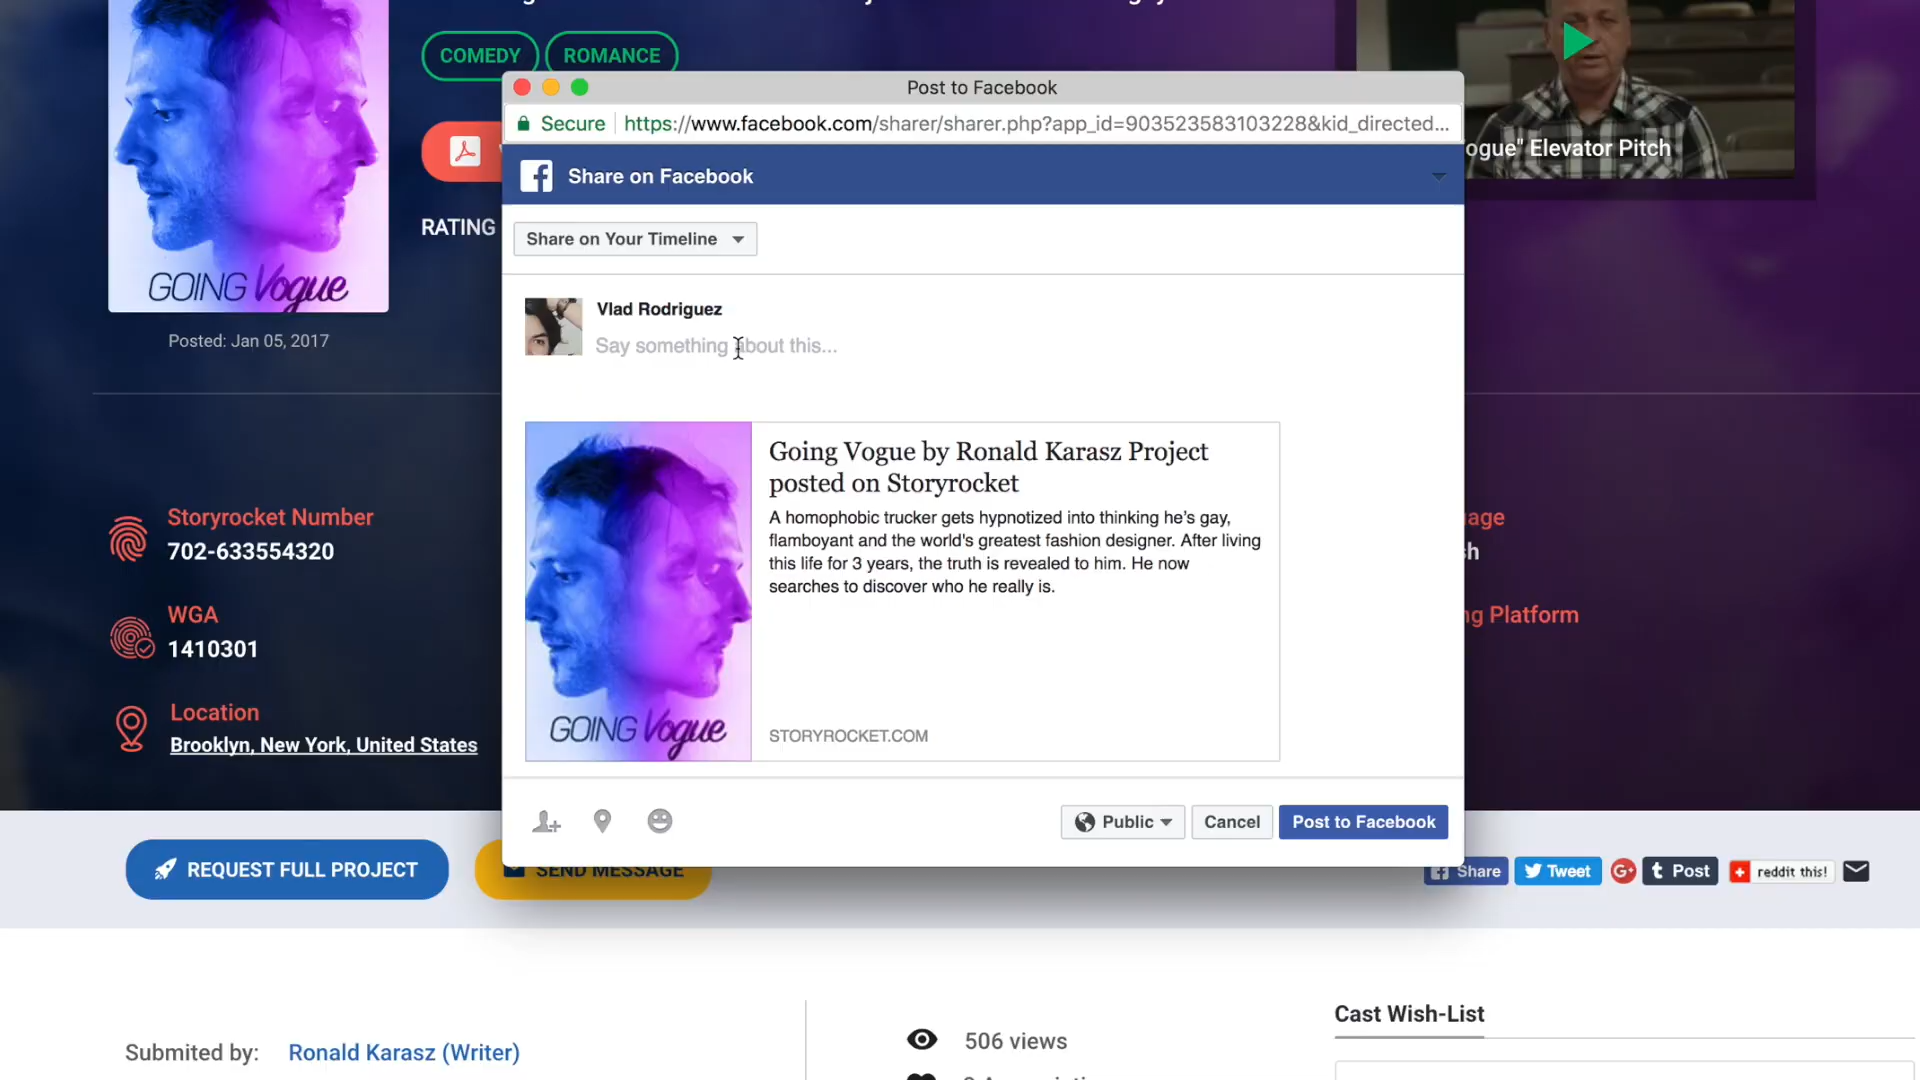 COMEDY
ROMANCE
GOING Vogue
Posted: Jan 05, 2017
RATING
ogue" Elevator Pitch
Post to Facebook
Secure
https://www.facebook.com/sharer/sharer.php?app_id=903523583103228&kid_directed...
Share on Facebook
Share on Your Timeline
Vlad Rodriguez
Say something about this...
GOING Vogue
Going Vogue by Ronald Karasz Project
posted on Storyrocket
A homophobic trucker gets hypnotized into thinking he's gay,
flamboyant and the world's greatest fashion designer. After living
this life for 3 years, the truth is revealed to him. He now
searches to discover who he really is.
STORYROCKET.COM
Public
Cancel
Post to Facebook
Storyrocket Number
702-633554320
WGA
1410301
Location
Brooklyn, New York, United States
age
h
g Platform
REQUEST FULL PROJECT
SEND MESSAGE
Share
Tweet
G+
t Post
reddit this!
Submited by:
Ronald Karasz (Writer)
506 views
Cast Wish-List